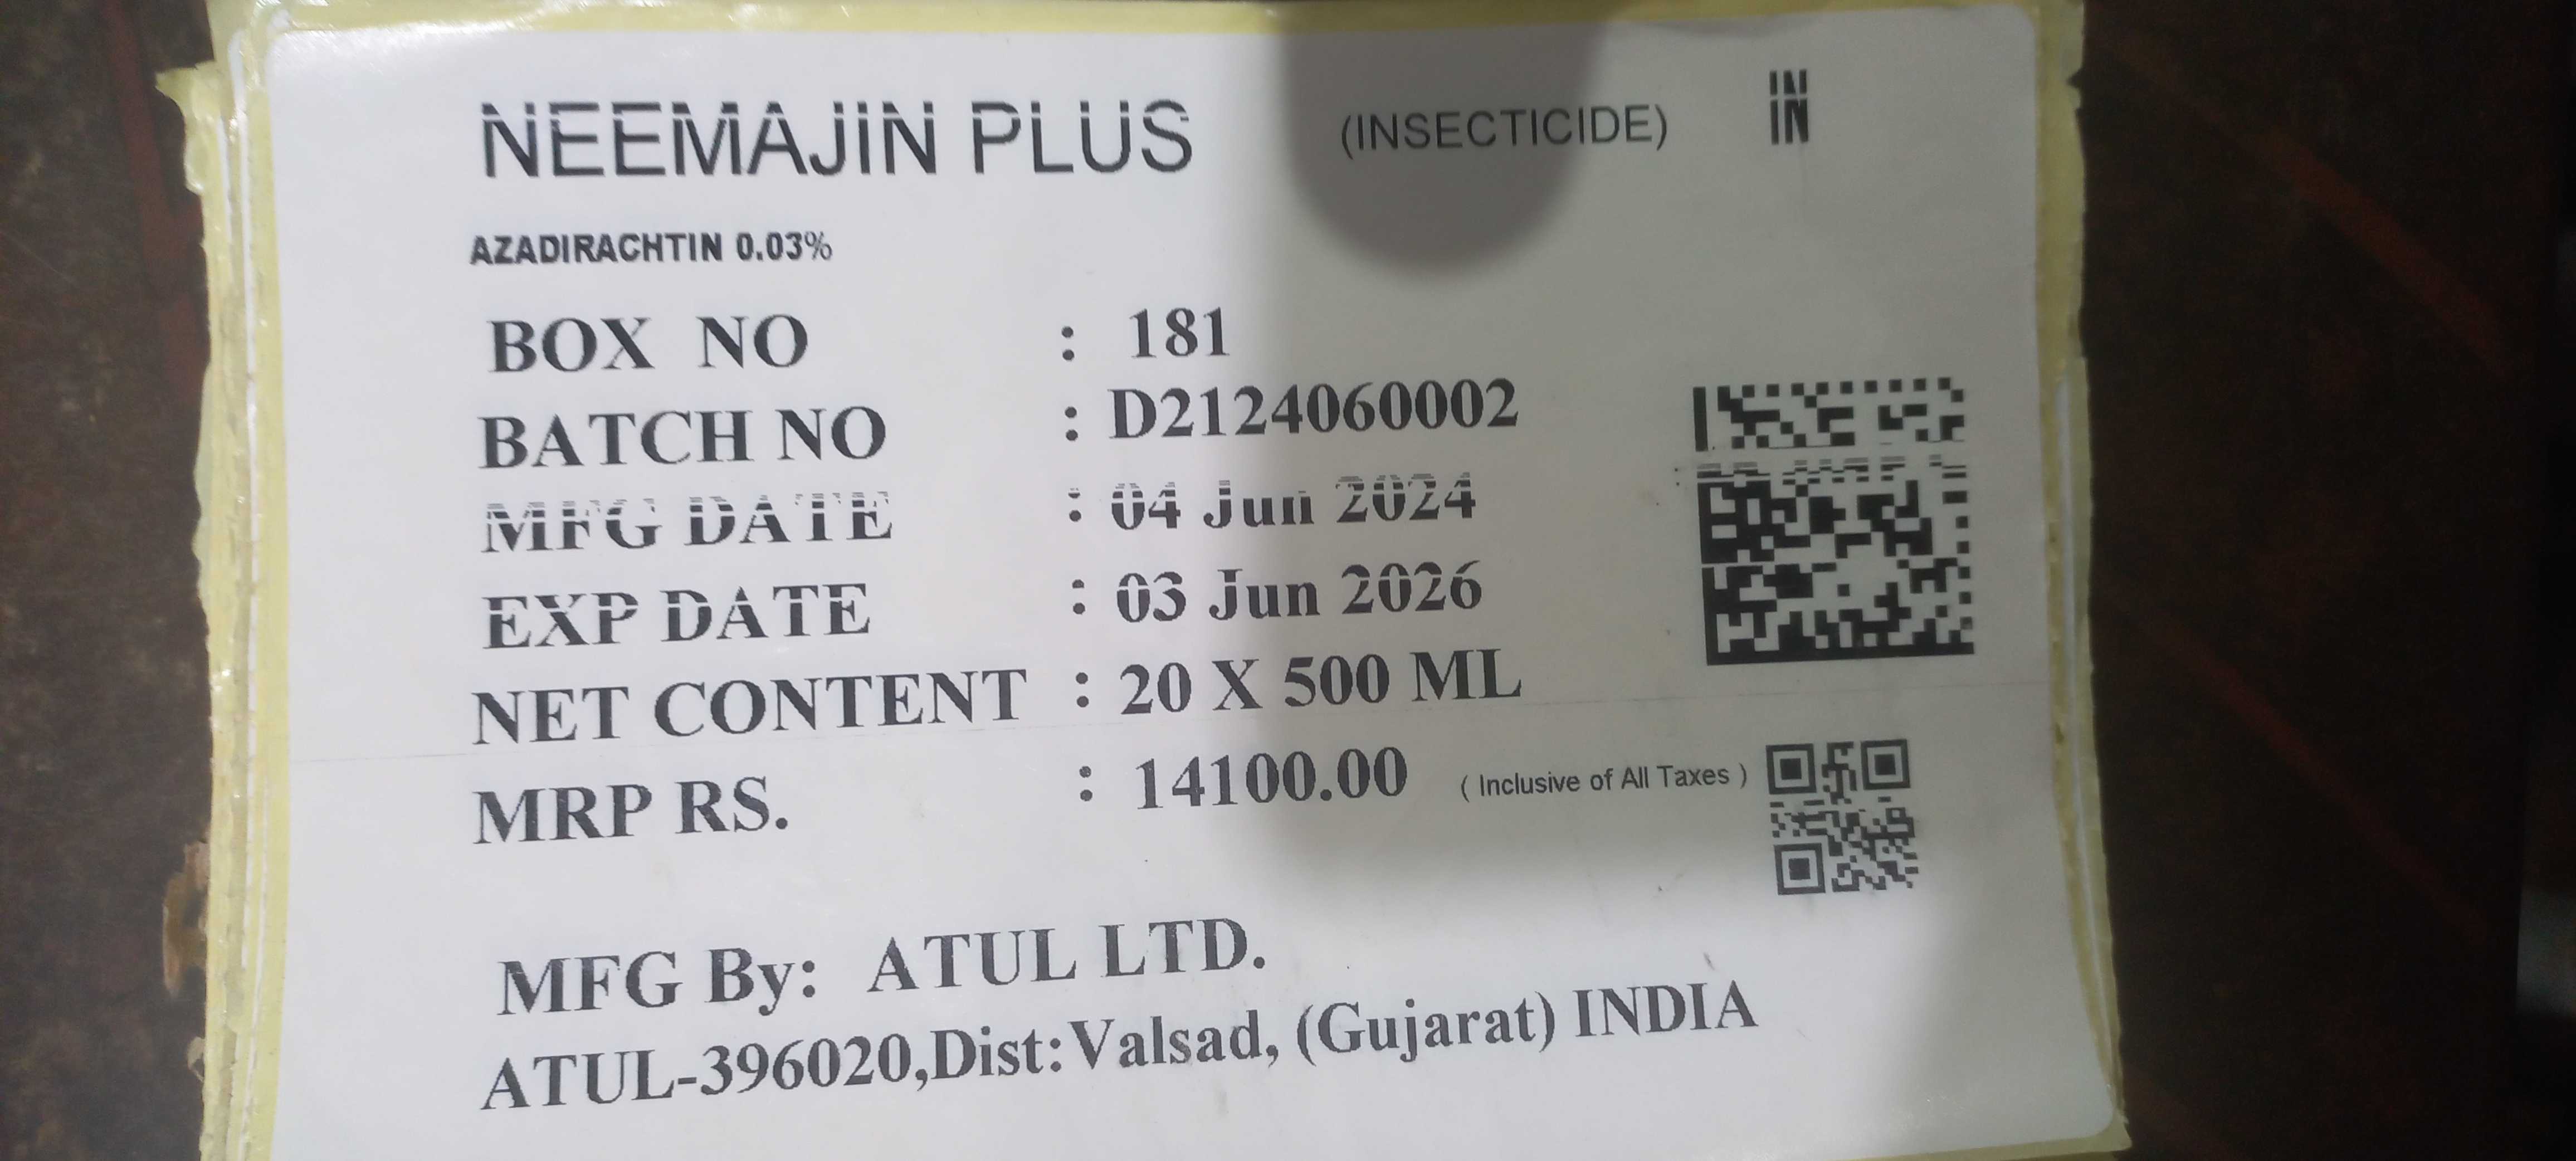 NEEMAJIN PLUS (INSECTICIDE) IN
AZADIRACHTIN 0.03%
BOX NO : 181
BATCH NO : D2124060002
MFG DATE : 04 Jun 2024
EXP DATE : 03 Jun 2026
NET CONTENT : 20 X 500 ML
MRP RS. : 14100.00 ( Inclusive of All Taxes )
MFG By: ATUL LTD.
ATUL-396020,Dist:Valsad, (Gujarat) INDIA